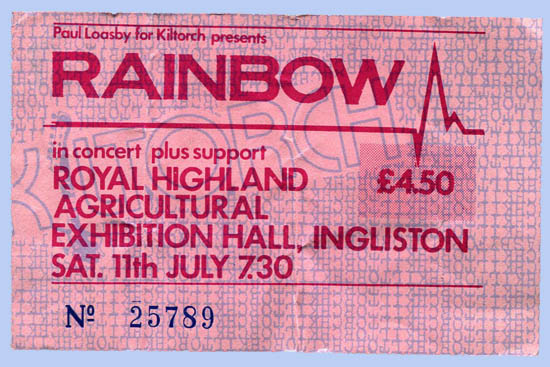 Paul Loasby for Kiltorch presents
RAINBOW
in concert plus support
ROYAL HIGHLAND
£4.50
AGRICULTURAL
EXHIBITION HALL, INGLISTON
SAT. 11th JULY 7.30
Nº 25789